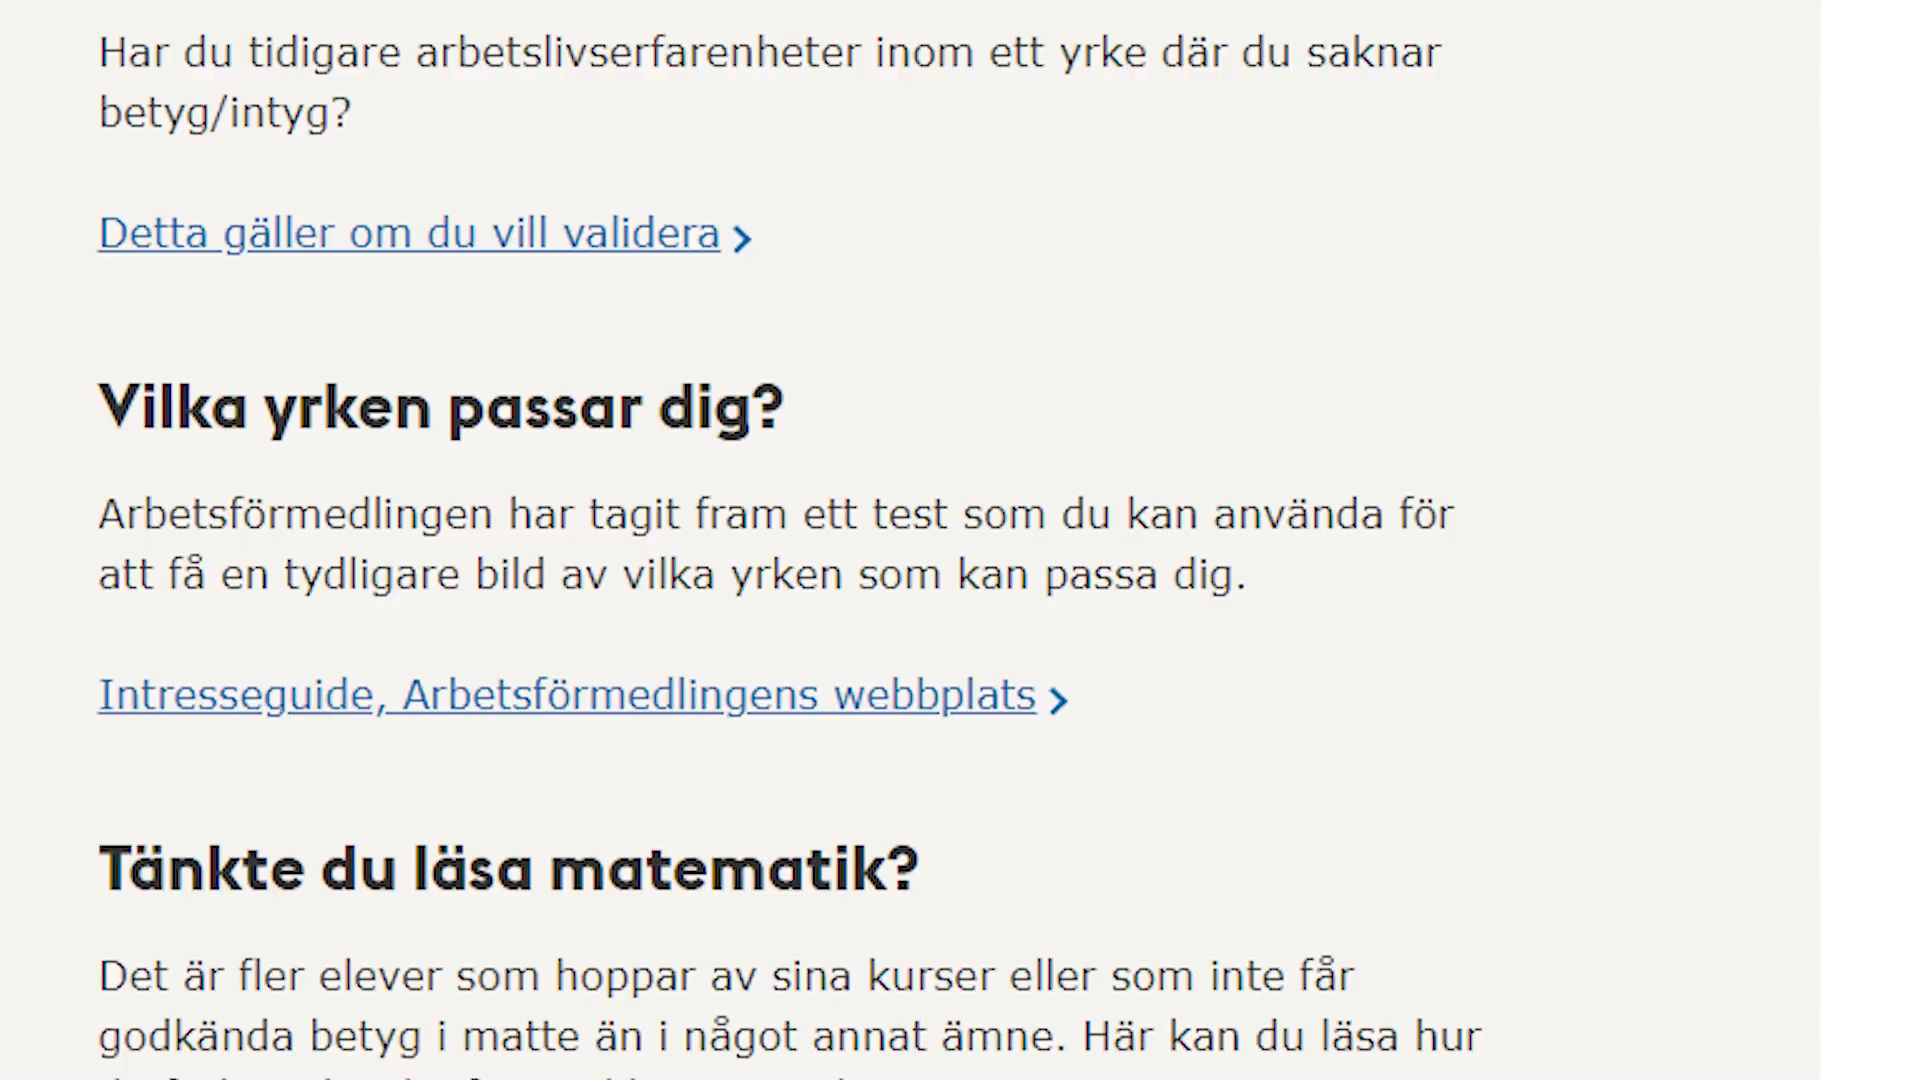 Har du tidigare arbetslivserfarenheter inom ett yrke där du saknar
betyg/intyg?
Detta gäller om du vill validera
Vilka yrken passar dig?
Arbetsförmedlingen har tagit fram ett test som du kan använda för
att få en tydligare bild av vilka yrken som kan passa dig.
Intresseguide, Arbetsförmedlingens webbplats
Tänkte du läsa matematik?
Det är fler elever som hoppar av sina kurser eller som inte får
godkända betyg i matte än i något annat ämne. Här kan du läsa hur